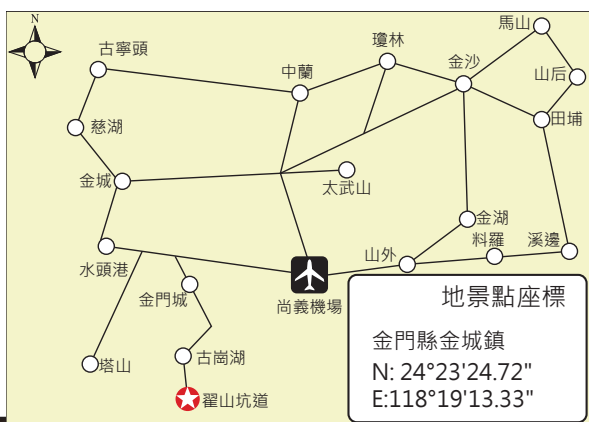 N
馬山
古寧頭
瓊林
中蘭
金沙
山后
慈湖
田埔
金城
太武山
金湖
料羅
溪邊
水頭港
山外
尚義機場
金門城
塔山
古崗湖
翟山坑道
地景點座標
金門縣金城鎮
N: 24°23'24.72"
E:118°19'13.33"